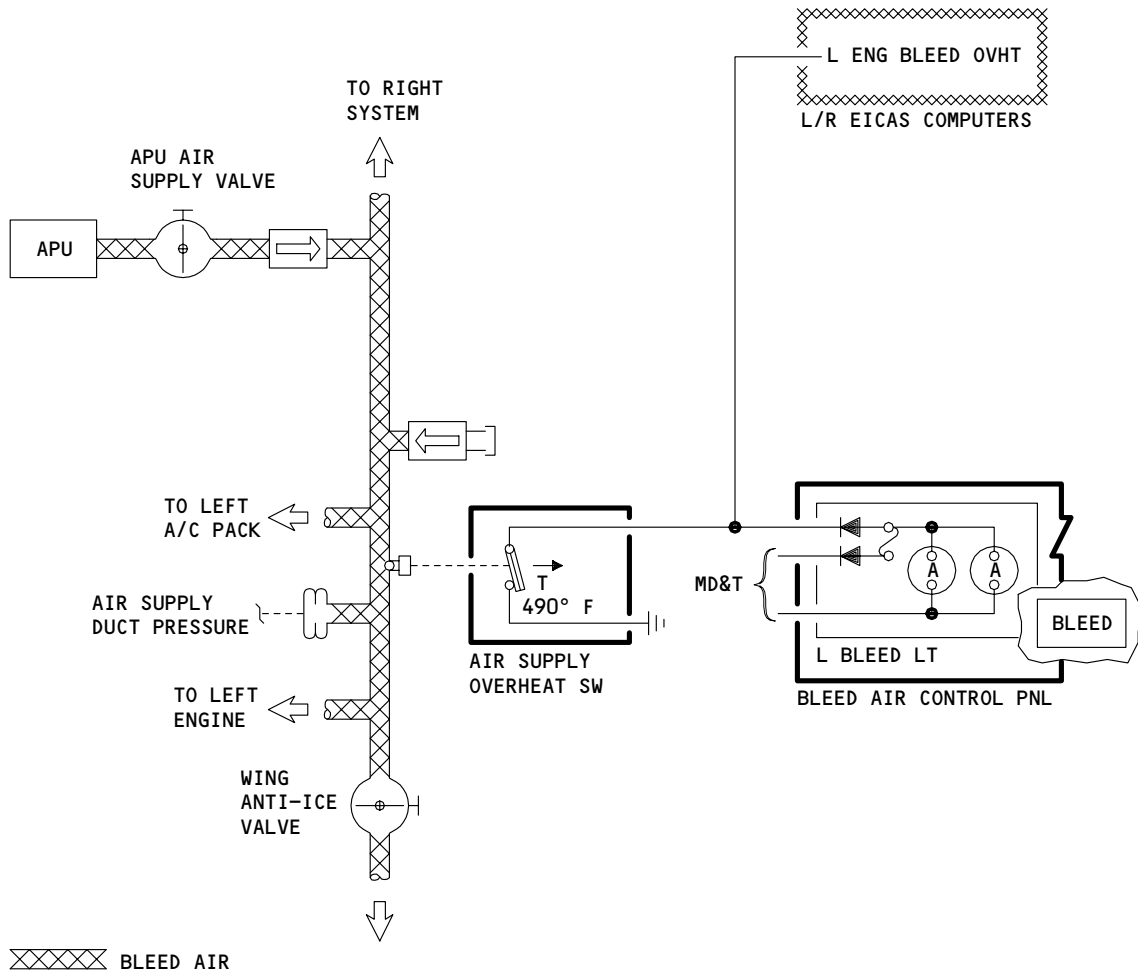 L ENG BLEED OVHT
L/R EICAS COMPUTERS
TO RIGHT
SYSTEM
APU AIR
SUPPLY VALVE
APU
TO LEFT
A/C PACK
AIR SUPPLY
DUCT PRESSURE
TO LEFT
ENGINE
WING
ANTI-ICE
VALVE
T
490° F
AIR SUPPLY
OVERHEAT SW
MD&T
A
A
BLEED
L BLEED LT
BLEED AIR CONTROL PNL
BLEED AIR